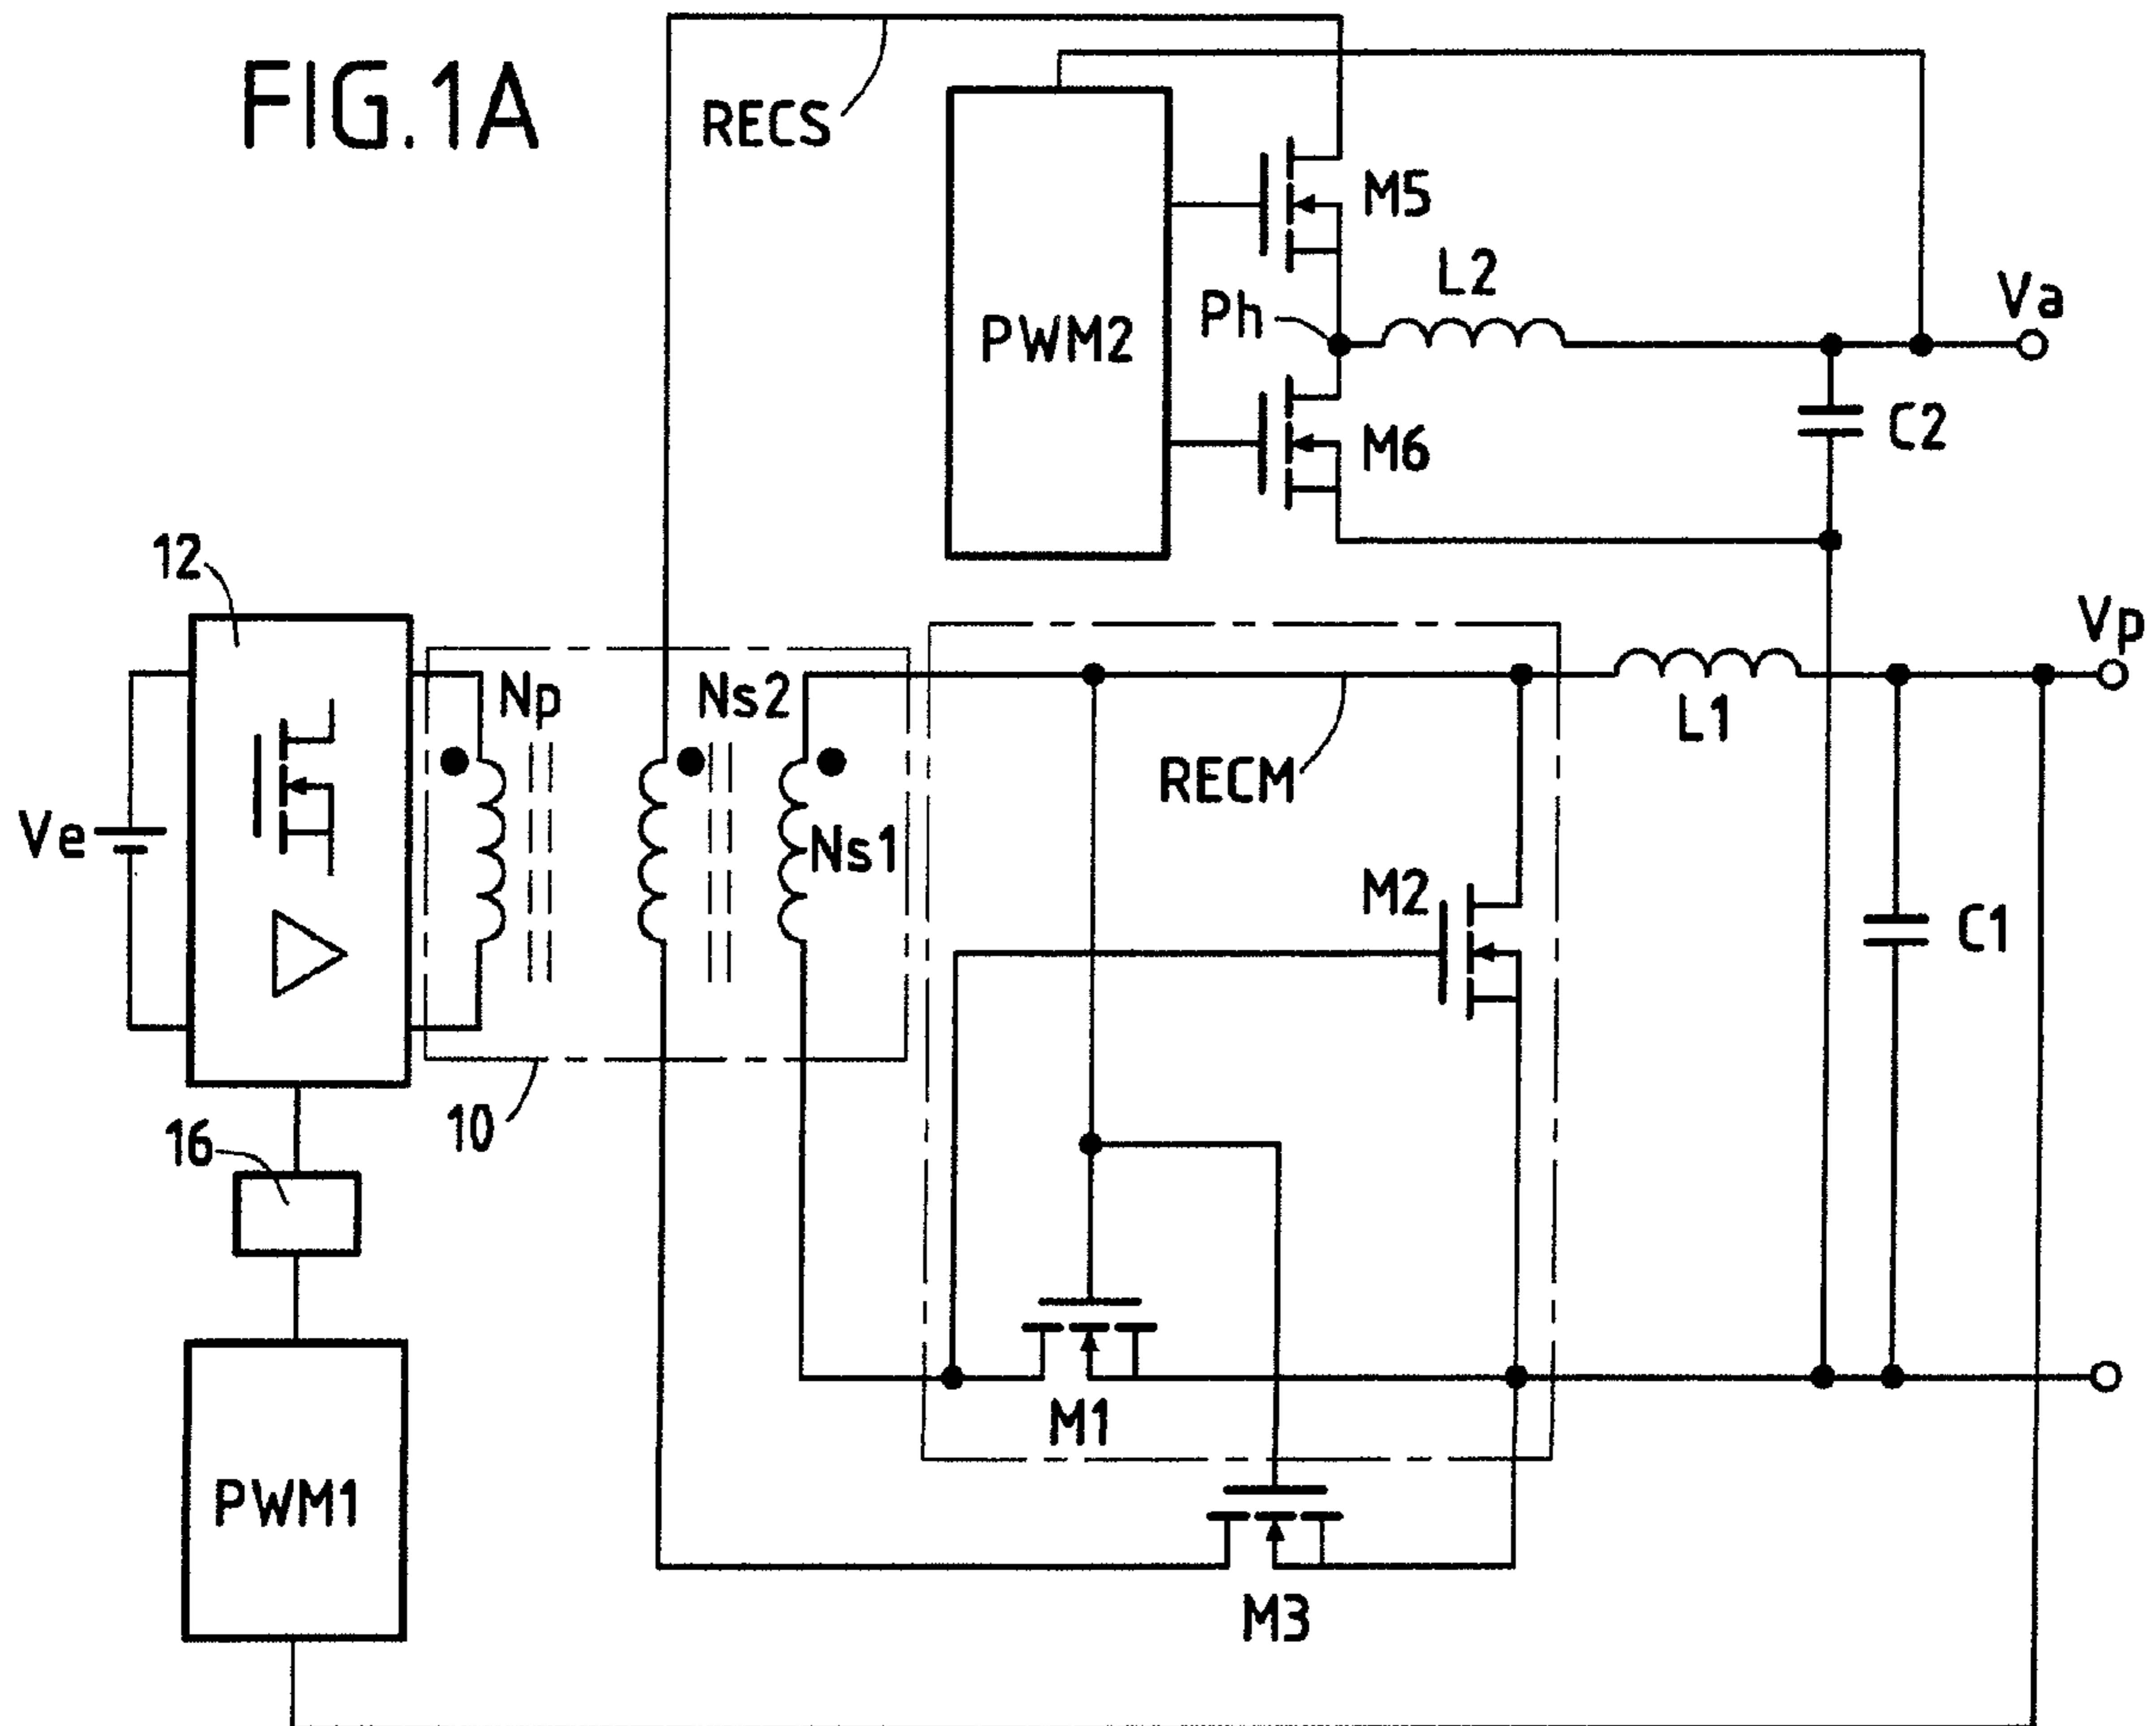 FIG.1A
RECS
M5
L2
Va
Ph
PWM2
M6
C2
12
Vp
Np
Ns2
L1
RECM
Ve
Ns1
M2
C1
10
16
M1
PWM1
M3